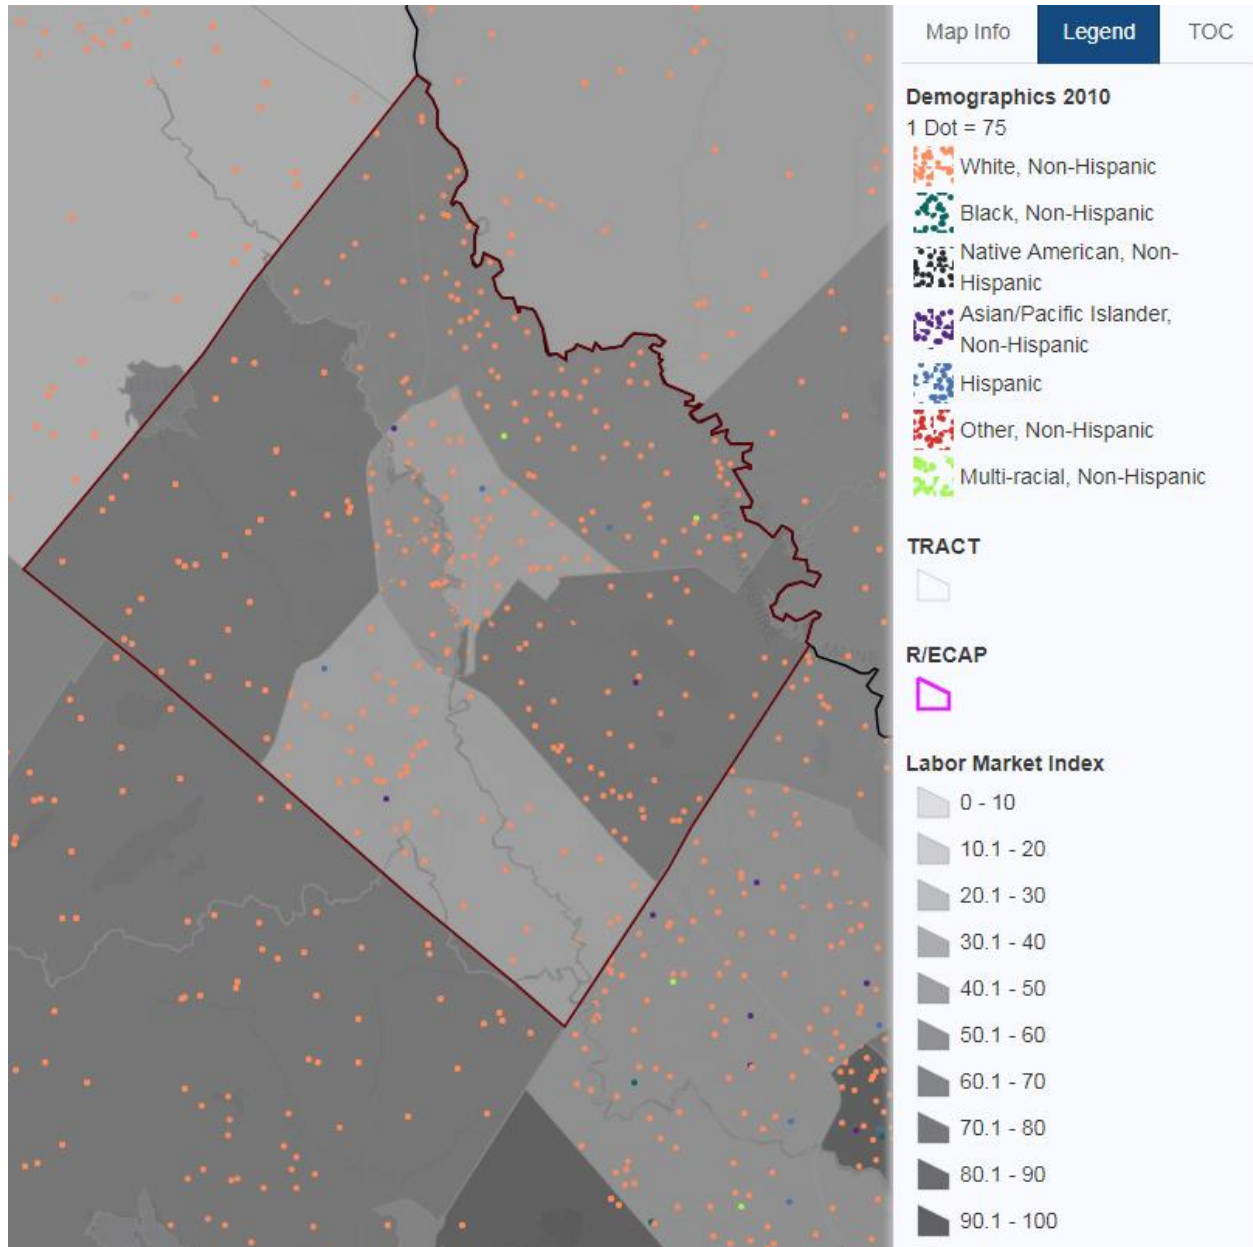 Map Info
Legend
TOC
Demographics 2010
1 Dot = 75
White, Non-Hispanic
Black, Non-Hispanic
Native American, Non-
Hispanic
Asian/Pacific Islander,
Non-Hispanic
Hispanic
Other, Non-Hispanic
Multi-racial, Non-Hispanic
TRACT
R/ECAP
Labor Market Index
0 - 10
10.1 - 20
20.1 - 30
30.1 - 40
40.1 - 50
50.1 - 60
60.1 - 70
70.1 - 80
80.1 - 90
90.1 - 100